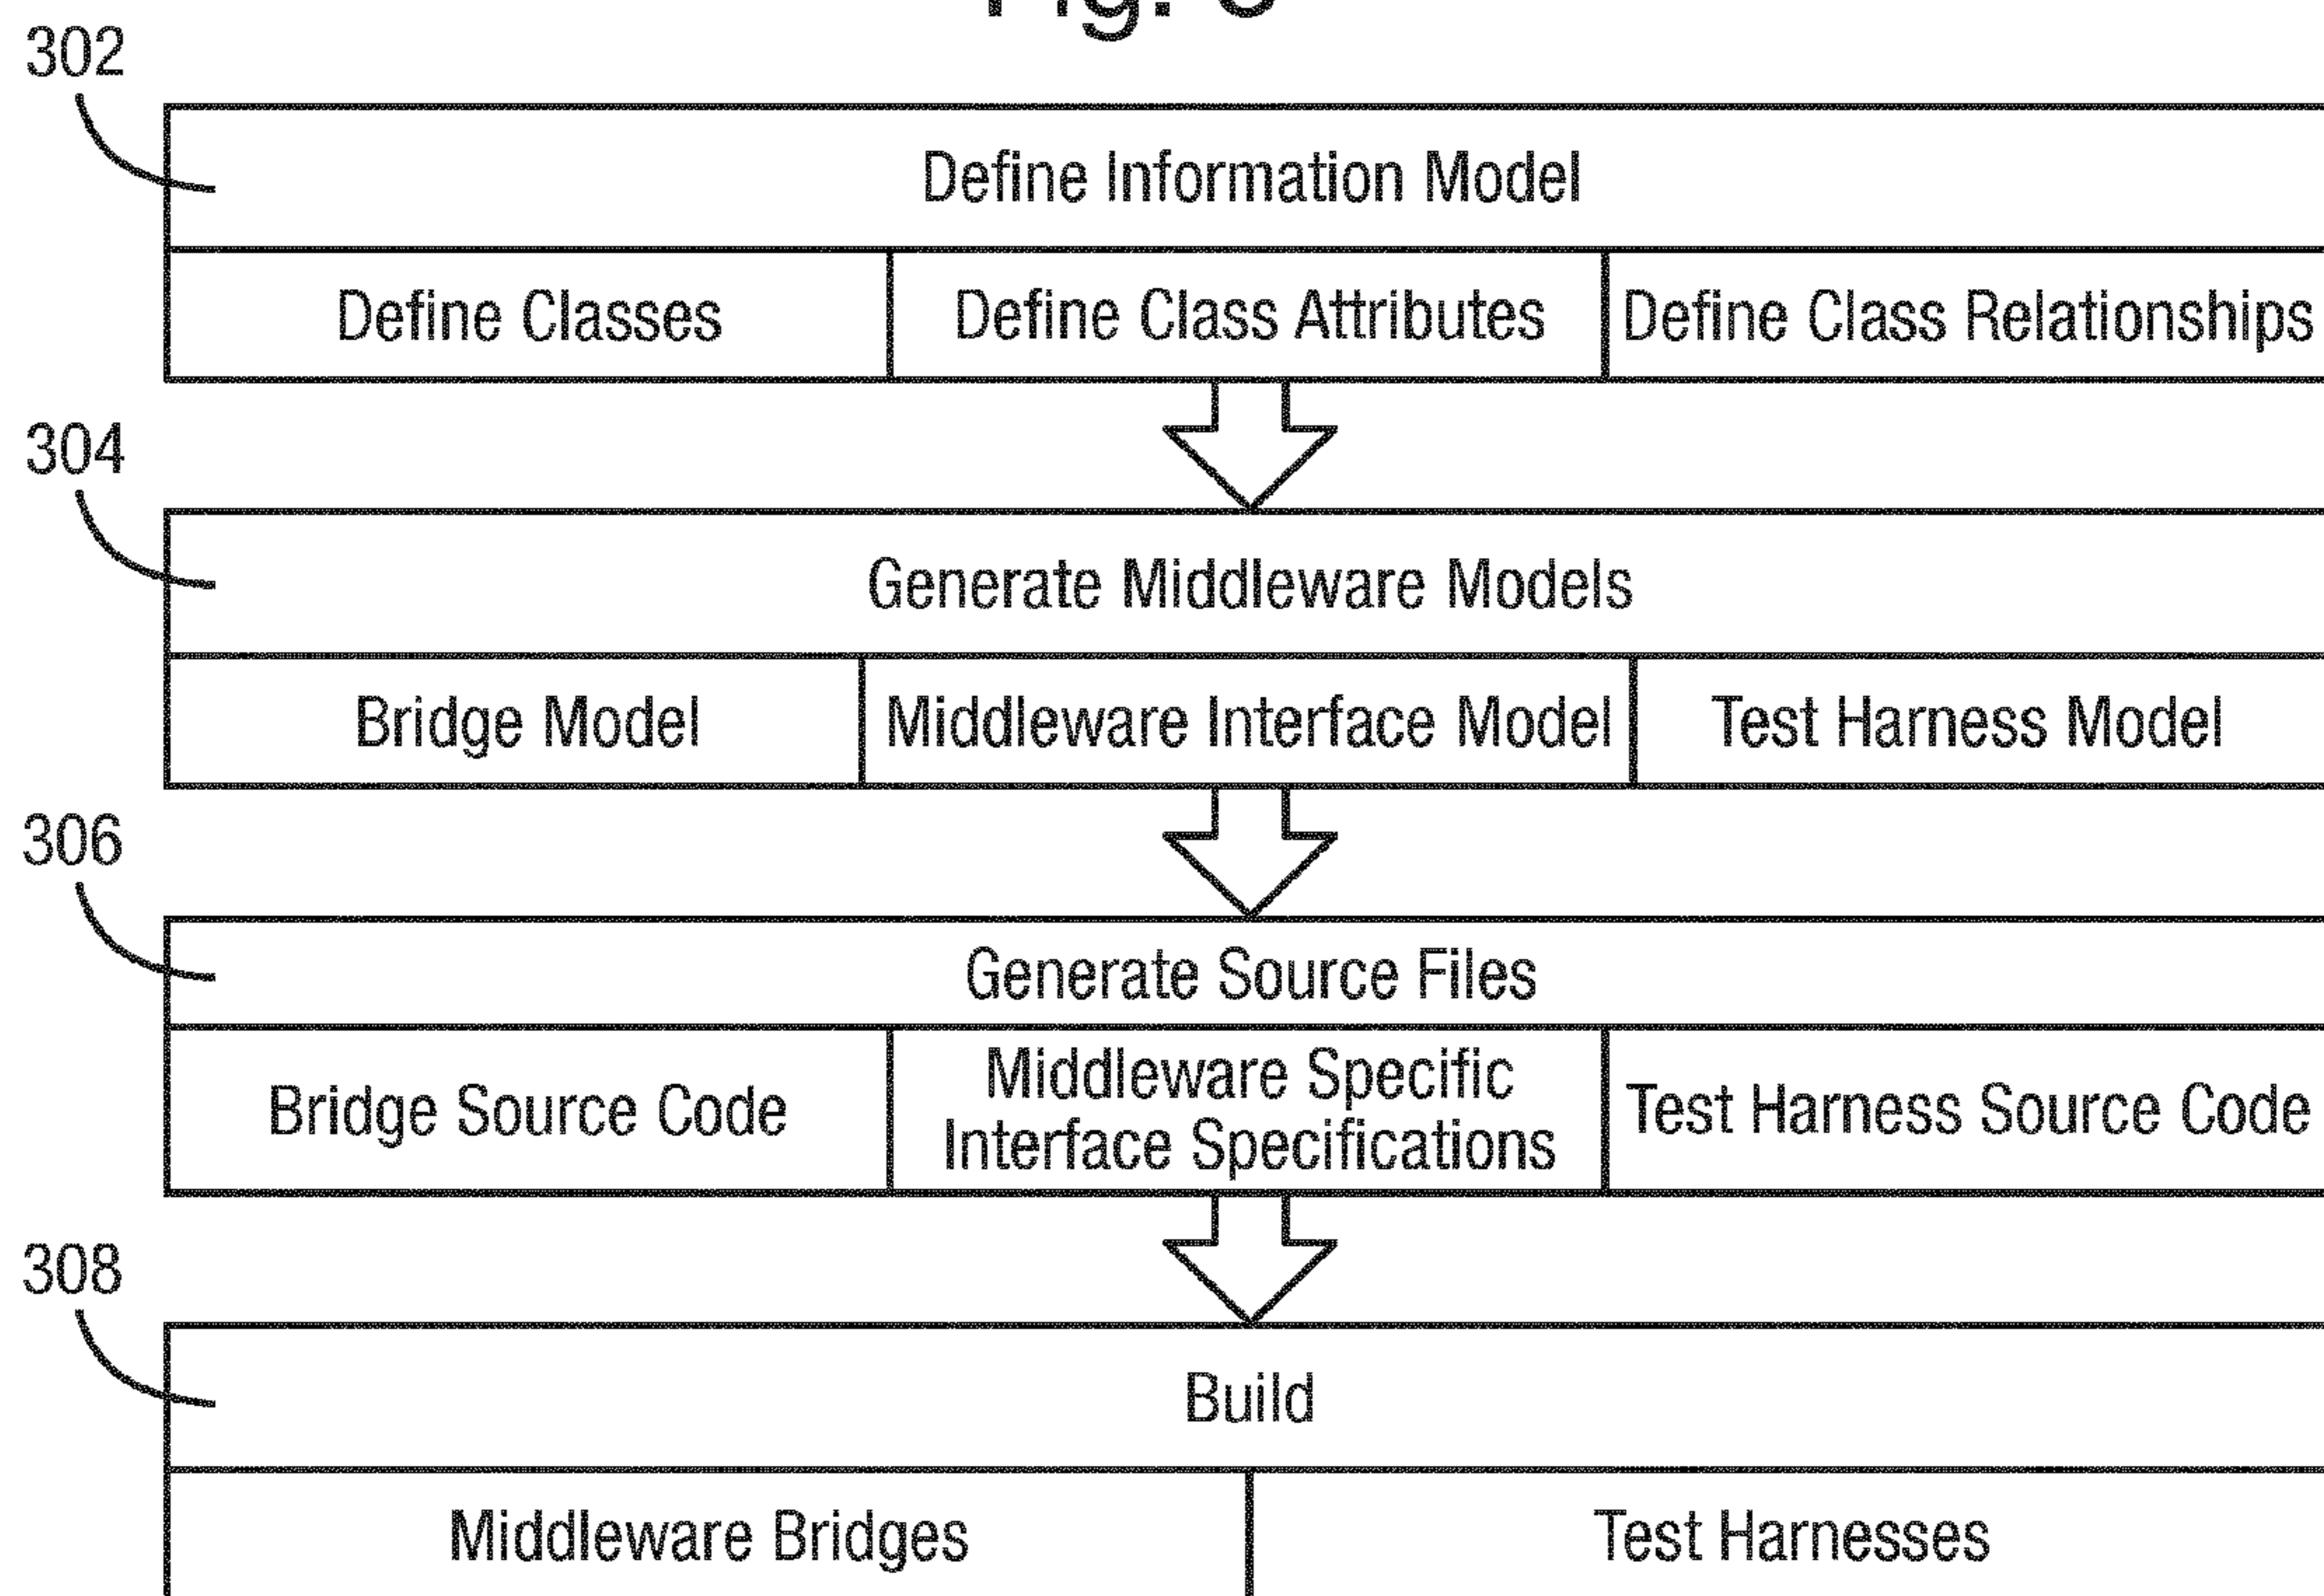 Fig. 3
302
Define Information Model
Define Classes
Define Class Attributes
Define Class Relationships
304
Generate Middleware Models
Bridge Model
Middleware Interface Model
Test Harness Model
306
Generate Source Files
Bridge Source Code
Middleware Specific
Interface Specifications
Test Harness Source Code
308
Build
Middleware Bridges
Test Harnesses